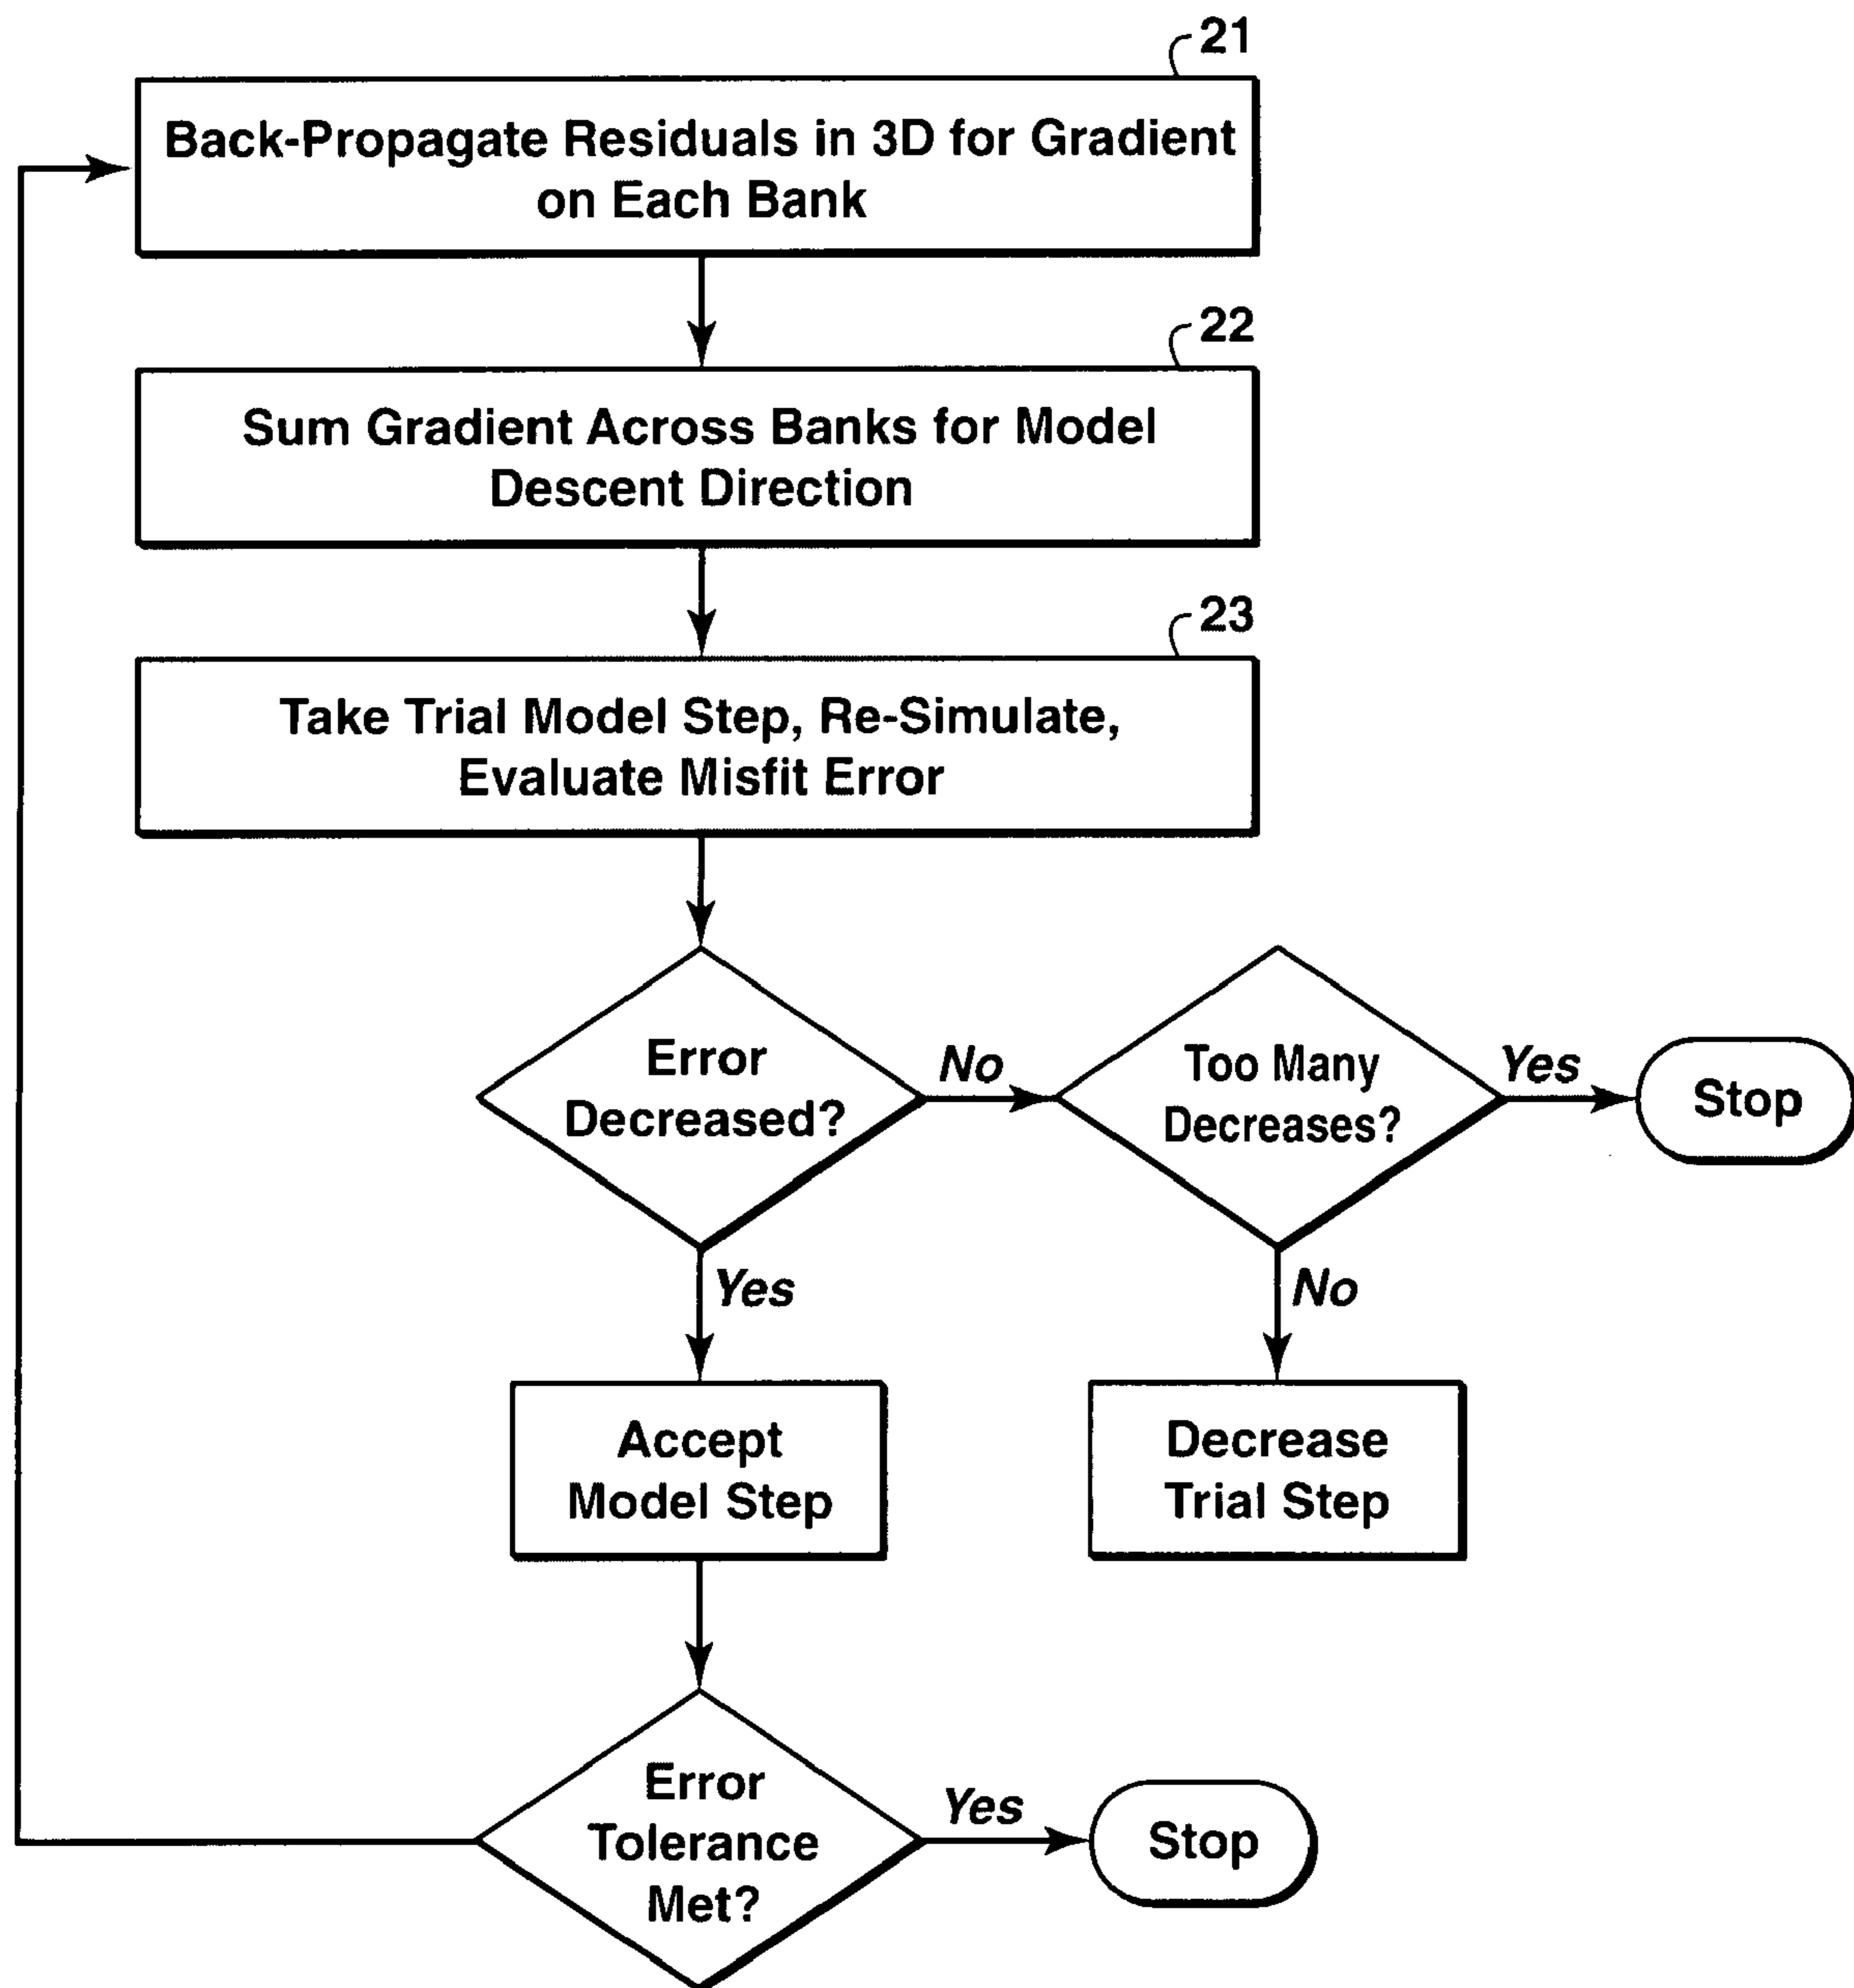 21
Back-Propagate Residuals in 3D for Gradient
on Each Bank
22
Sum Gradient Across Banks for Model
Descent Direction
23
Take Trial Model Step, Re-Simulate,
Evaluate Misfit Error
Error
Decreased?
No
Too Many
Decreases?
Yes
Stop
Yes
No
Accept
Model Step
Decrease
Trial Step
Error
Tolerance
Met?
Yes
Stop